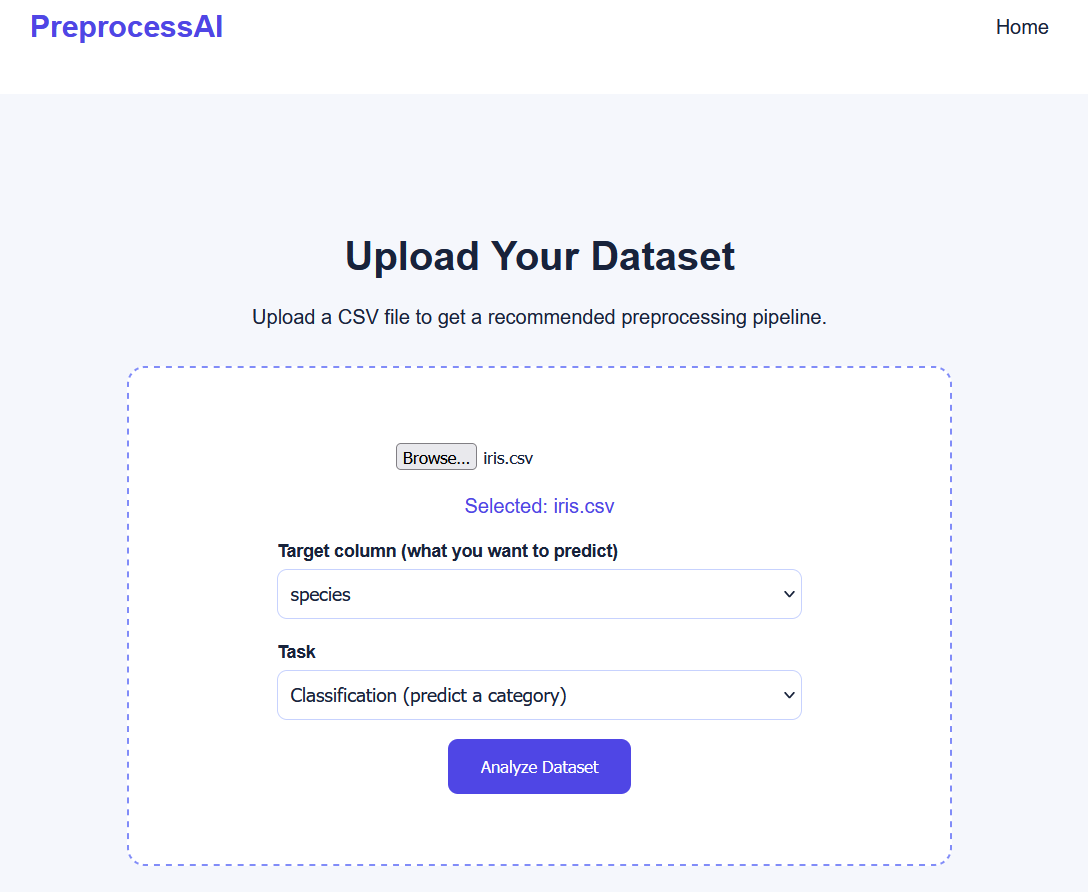 PreprocessAI
Home
Upload Your Dataset
Upload a CSV file to get a recommended preprocessing pipeline.
Browse... iris.csv
Selected: iris.csv
Target column (what you want to predict)
species
Task
Classification (predict a category)
Analyze Dataset